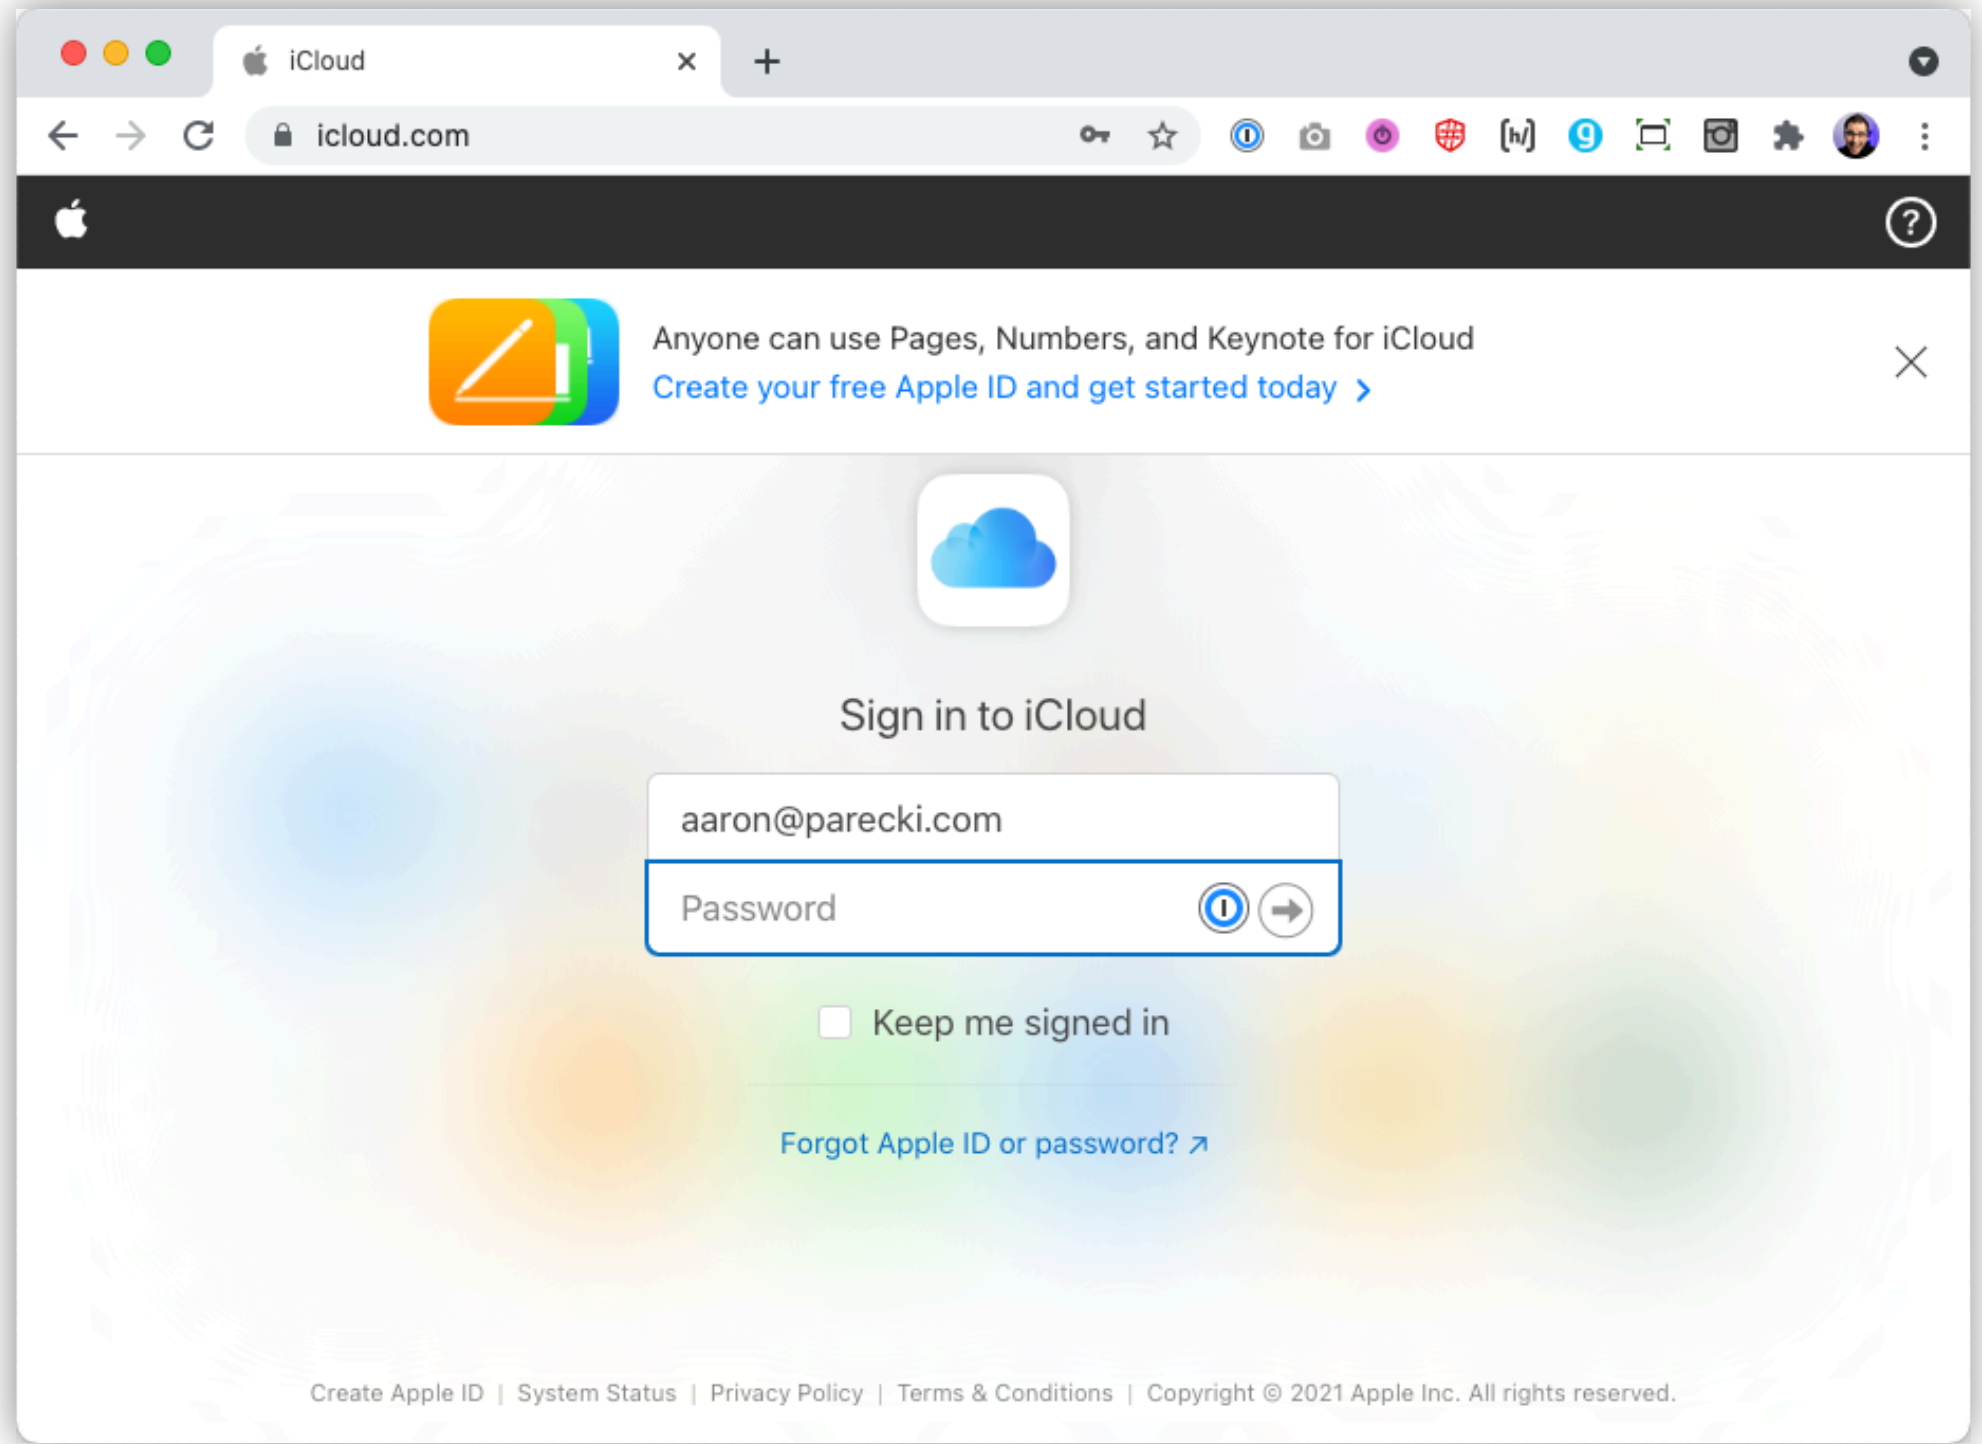 iCloud
icloud.com
[h/]
g
?
Anyone can use Pages, Numbers, and Keynote for iCloud
Create your free Apple ID and get started today >
Sign in to iCloud
aaron@parecki.com
Password
Keep me signed in
Forgot Apple ID or password? ↗
Create Apple ID | System Status | Privacy Policy | Terms & Conditions | Copyright © 2021 Apple Inc. All rights reserved.